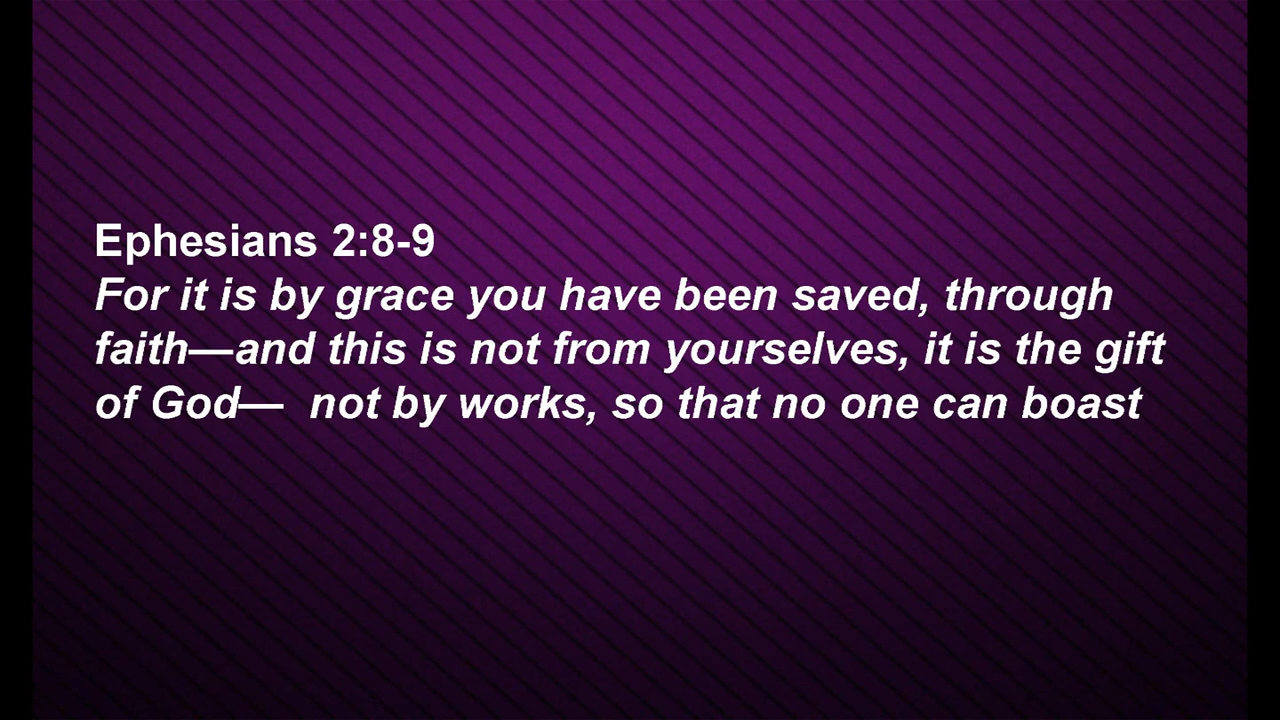 Ephesians 2:8-9
For it is by grace you have been saved, through
faith—and this is not from yourselves, it is the gift
of God—  not by works, so that no one can boast